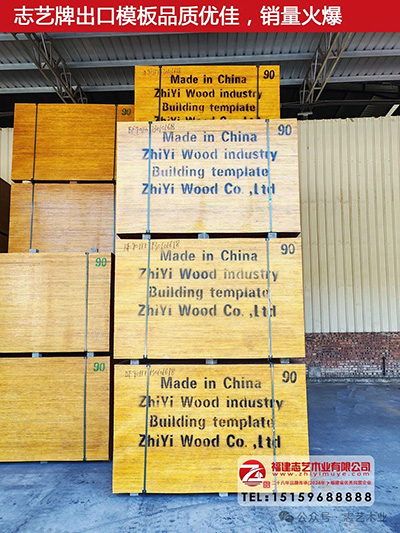 志艺牌出口模板品质优佳，销量火爆
90
Made in China
ZhiYi Wood industry
Building template
90
Made in China
ZhiYi Wood industry
Building template
ZhiYi Wood Co.,Ltd
90
90
Made in China
ZhiYi Wood industry
Building template
ZhiYi Wood Co.,Ltd
90
90
Made in China
ZhiYi Wood industry
Building template
ZhiYi Wood Co.,Ltd
福建志艺木业有限公司
zhiyimuye.com
TEL:15159688888
公众号 · 志艺木业